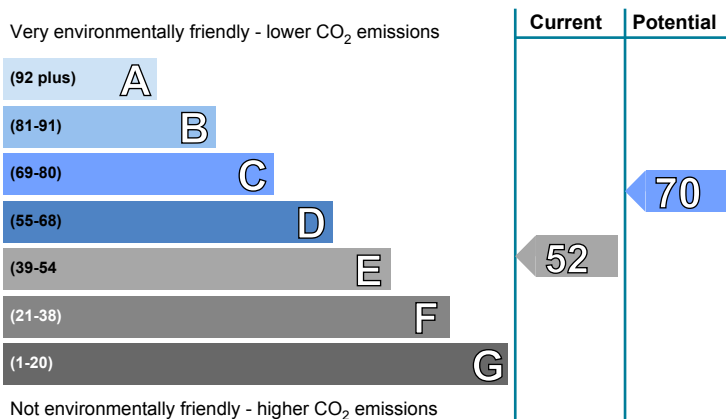 Current Potential
Very environmentally friendly - lower CO2 emissions
(92 plus) A
(81-91) B
(69-80) C
70
(55-68) D
(39-54 E
52
(21-38) F
(1-20) G
Not environmentally friendly - higher CO2 emissions